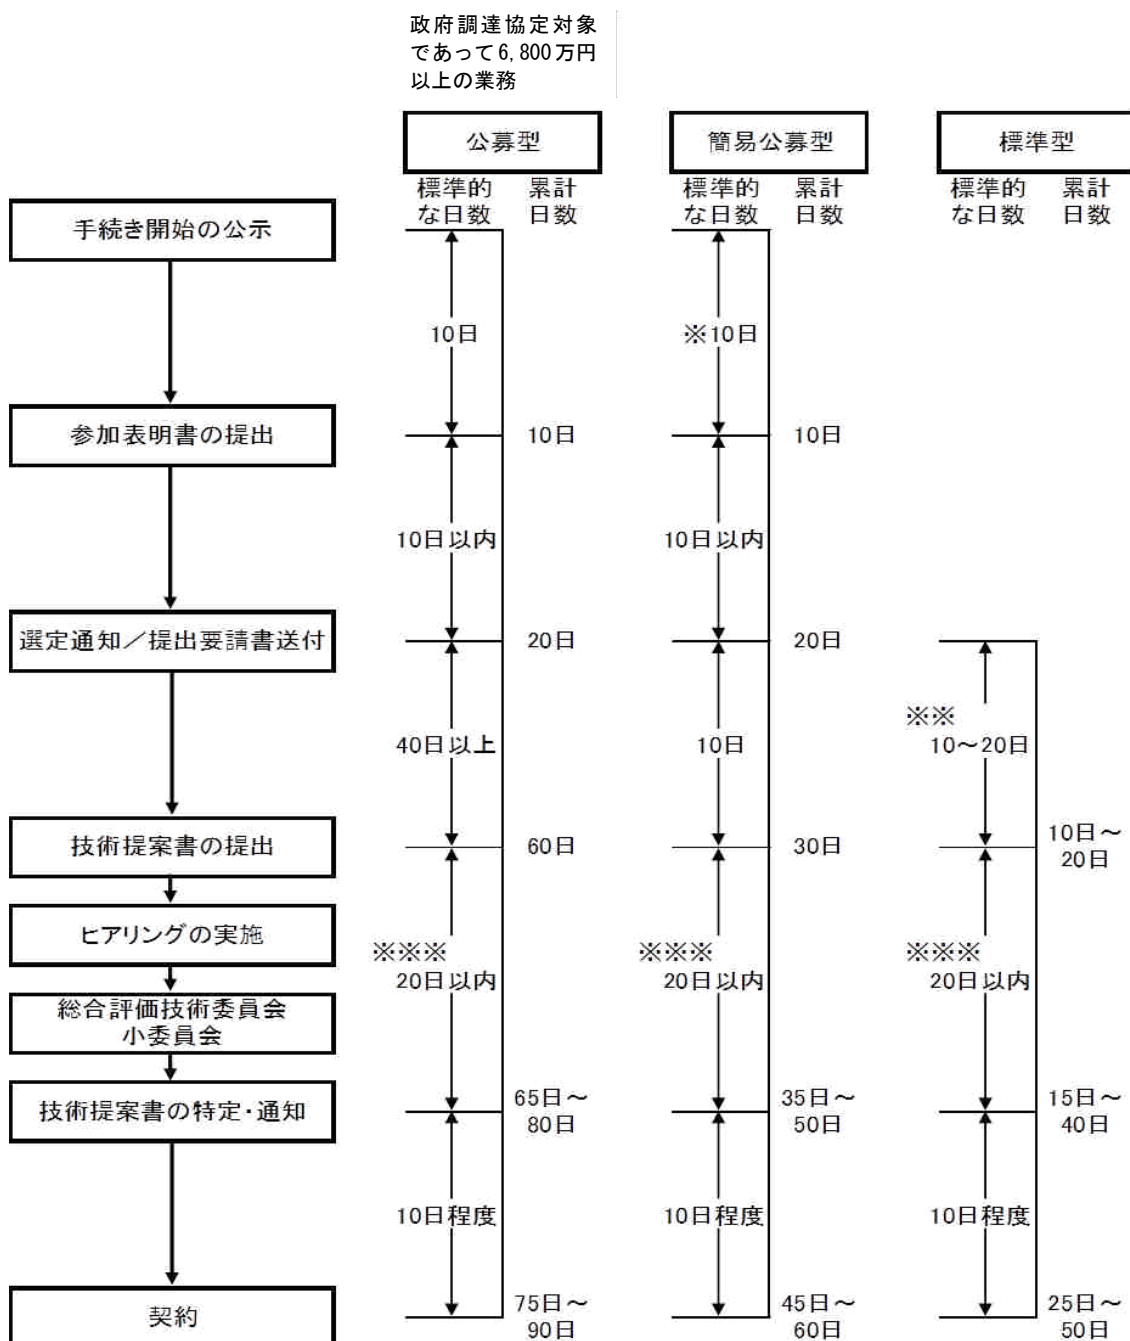 政府調達協定対象
であって6,800万円
以上の業務
公募型
簡易公募型
標準型
標準的
な日数
累計
日数
標準的
な日数
累計
日数
標準的
な日数
累計
日数
手続き開始の公示
10日
※10日
参加表明書の提出
10日
10日
10日以内
10日以内
選定通知／提出要請書送付
20日
20日
40日以上
10日
※※
10～20日
技術提案書の提出
60日
30日
10日～
20日
ヒアリングの実施
※※※
20日以内
※※※
20日以内
※※※
20日以内
総合評価技術委員会
小委員会
技術提案書の特定・通知
65日～
80日
35日～
50日
15日～
40日
10日程度
10日程度
10日程度
契約
75日～
90日
45日～
60日
25日～
50日